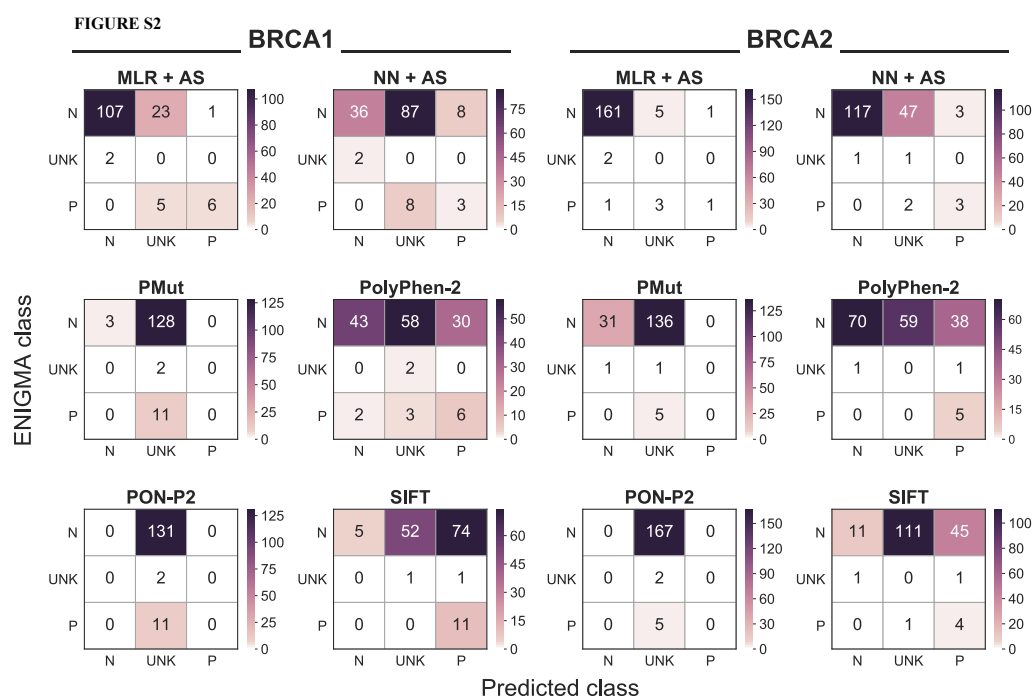 FIGURE S2
BRCA1
BRCA2
MLR + AS
NN + AS
MLR + AS
NN + AS
N 107 23 1
UNK 2 0 0
P 0 5 6
N UNK P
100
80
60
40
20
0
N 36 87 8
UNK 2 0 0
P 0 8 3
N UNK P
75
60
45
30
15
0
N 161 5 1
UNK 2 0 0
P 1 3 1
N UNK P
150
120
90
60
30
0
N 117 47 3
UNK 1 1 0
P 0 2 3
N UNK P
100
80
60
40
20
0
ENIGMA class
PMut
PolyPhen-2
PMut
PolyPhen-2
N 3 128 0
UNK 0 2 0
P 0 11 0
N UNK P
125
100
75
50
25
0
N 43 58 30
UNK 0 2 0
P 2 3 6
N UNK P
50
40
30
20
10
0
N 31 136 0
UNK 1 1 0
P 0 5 0
N UNK P
125
100
75
50
25
0
N 70 59 38
UNK 1 0 1
P 0 0 5
N UNK P
60
40
20
0
PON-P2
SIFT
PON-P2
SIFT
N 0 131 0
UNK 0 2 0
P 0 11 0
N UNK P
125
100
75
50
25
0
N 5 52 74
UNK 0 1 1
P 0 0 11
N UNK P
60
40
20
0
N 0 167 0
UNK 0 2 0
P 0 5 0
N UNK P
150
120
90
60
30
0
N 11 111 45
UNK 1 0 1
P 0 1 4
N UNK P
100
80
60
40
20
0
Predicted class